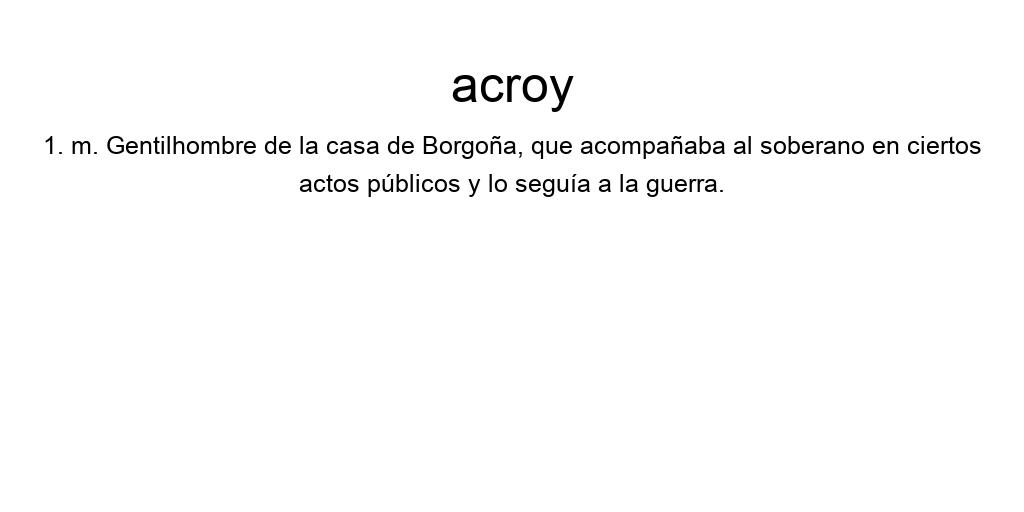 acroy
1. m. Gentilhombre de la casa de Borgoña, que acompañaba al soberano en ciertos
actos públicos y lo seguía a la guerra.